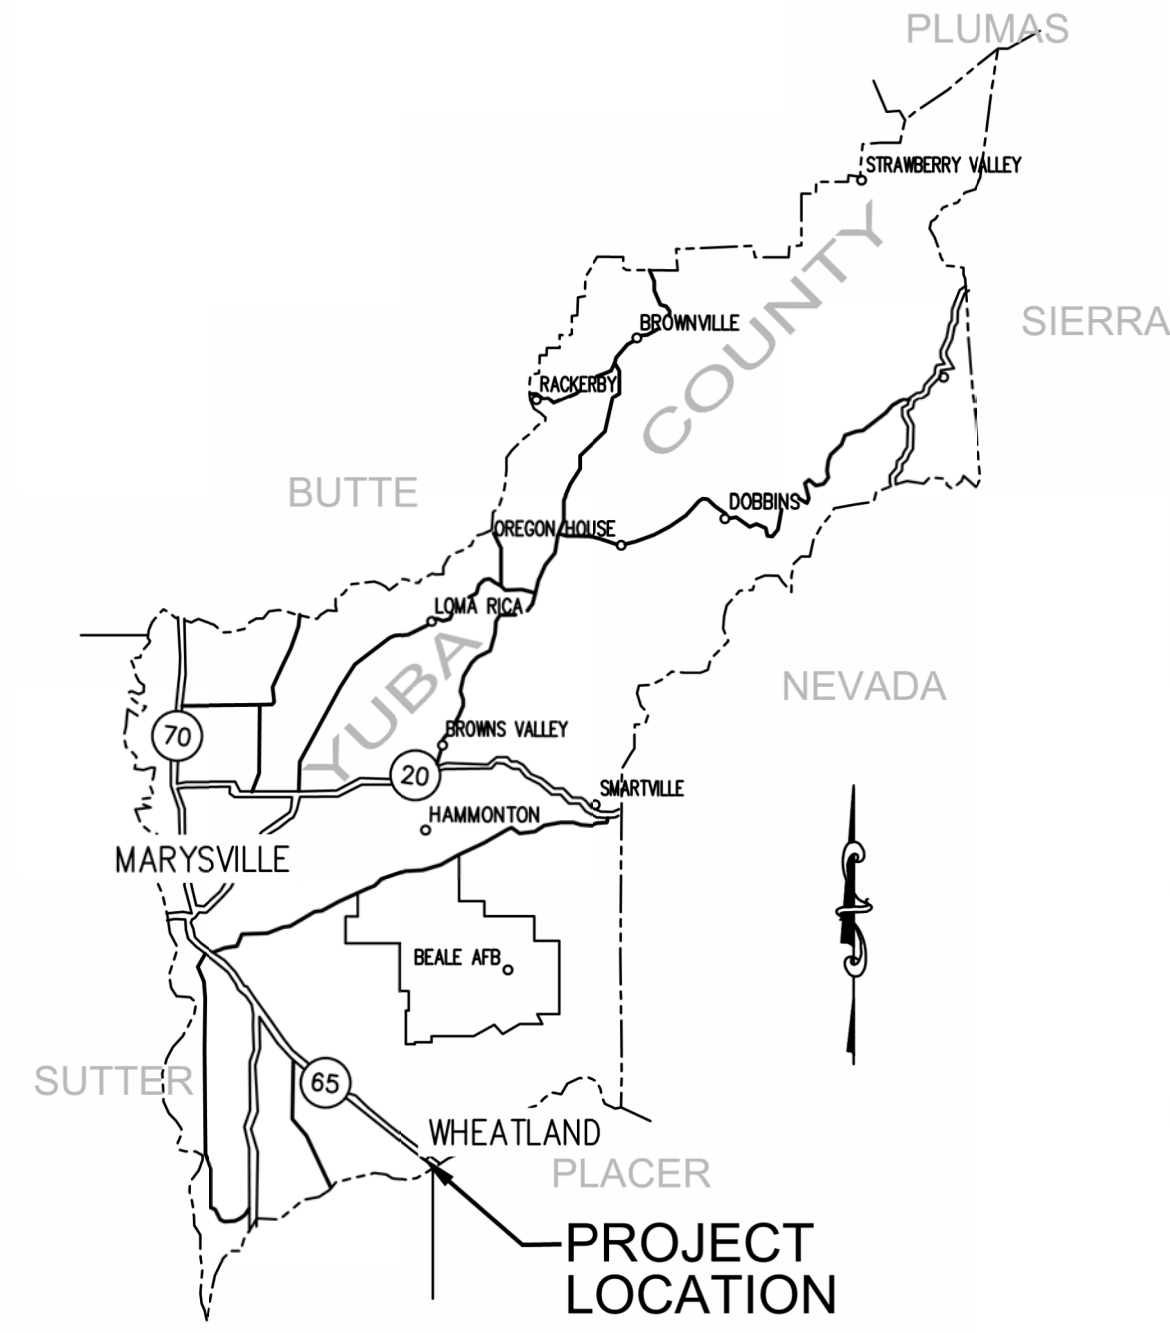 PLUMAS
STRAWBERRY VALLEY
COUNTY
SIERRA
BROWNVILLE
RACKERBY
BUTTE
DOBBINS
OREGON HOUSE
LOMA RICA
YUBA
NEVADA
70
BROWNS VALLEY
20
SMARTVILLE
HAMMONTON
MARYSVILLE
BEALE AFB
SUTTER
65
WHEATLAND
PLACER
PROJECT
LOCATION